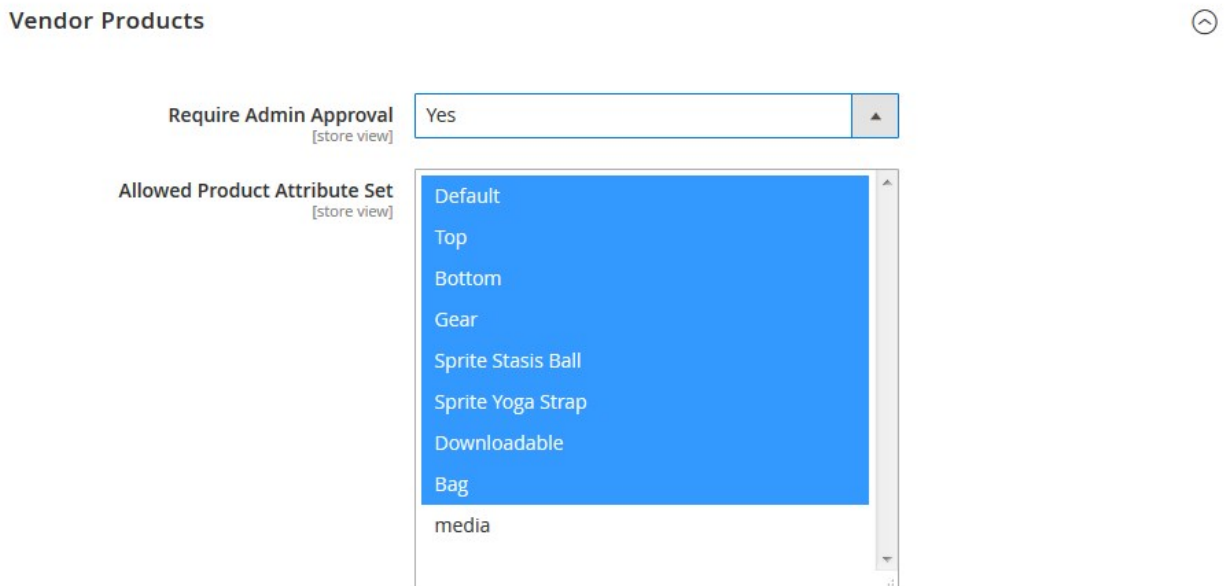 Vendor Products
Require Admin Approval
[store view]
Yes
Allowed Product Attribute Set
[store view]
Default
Top
Bottom
Gear
Sprite Stasis Ball
Sprite Yoga Strap
Downloadable
Bag
media